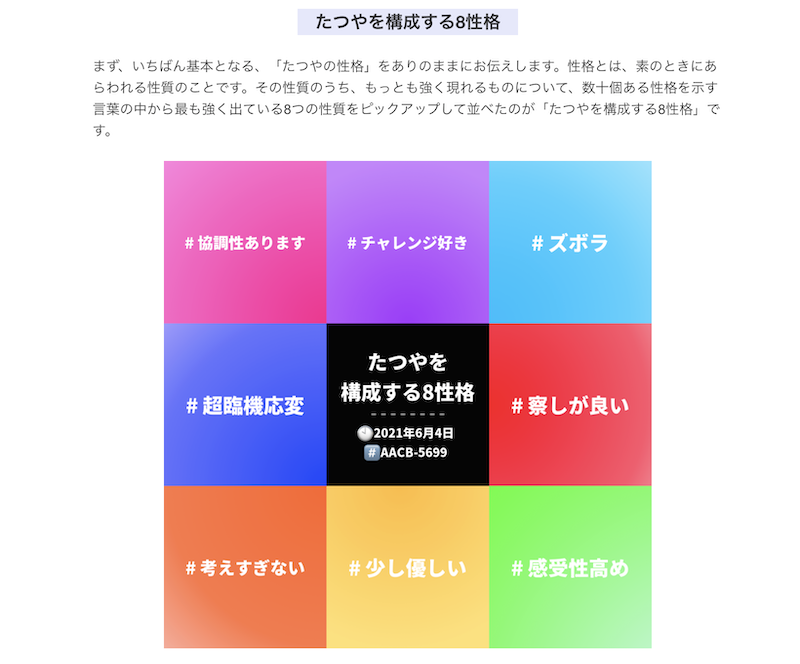 たつやを構成する8性格
まず、いちばん基本となる、「たつやの性格」をありのままにお伝えします。性格とは、素のときにあ
らわれる性質のことです。その性質のうち、もっとも強く現れるものについて、数十個ある性格を示す
言葉の中から最も強く出ている8つの性質をピックアップして並べたのが「たつやを構成する8性格」で
す。
# 協調性あります
# チャレンジ好き
# ズボラ
# 超臨機応変
たつやを
構成する8性格
2021年6月4日
#AACB-5699
# 察しが良い
# 考えすぎない
# 少し優しい
# 感受性高め